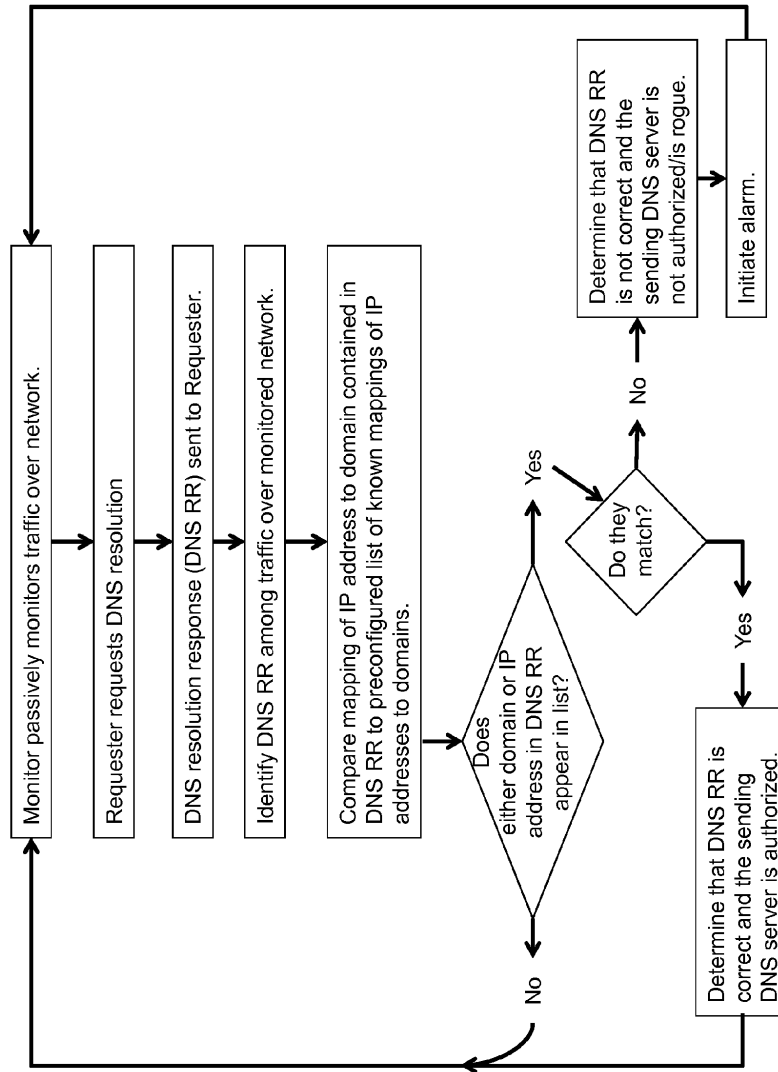 Monitor passively monitors traffic over network.
Requester requests DNS resolution
DNS resolution response (DNS RR) sent to Requester.
Identify DNS RR among traffic over monitored network.
Compare mapping of IP address to domain contained in
DNS RR to preconfigured list of known mappings of IP
addresses to domains.
Does
either domain or IP
address in DNS RR
appear in list?
No
Yes
Do they
match?
No
Yes
Determine that DNS RR
is not correct and the
sending DNS server is
not authorized/is rogue.
Initiate alarm.
Determine that DNS RR is
correct and the sending
DNS server is authorized.